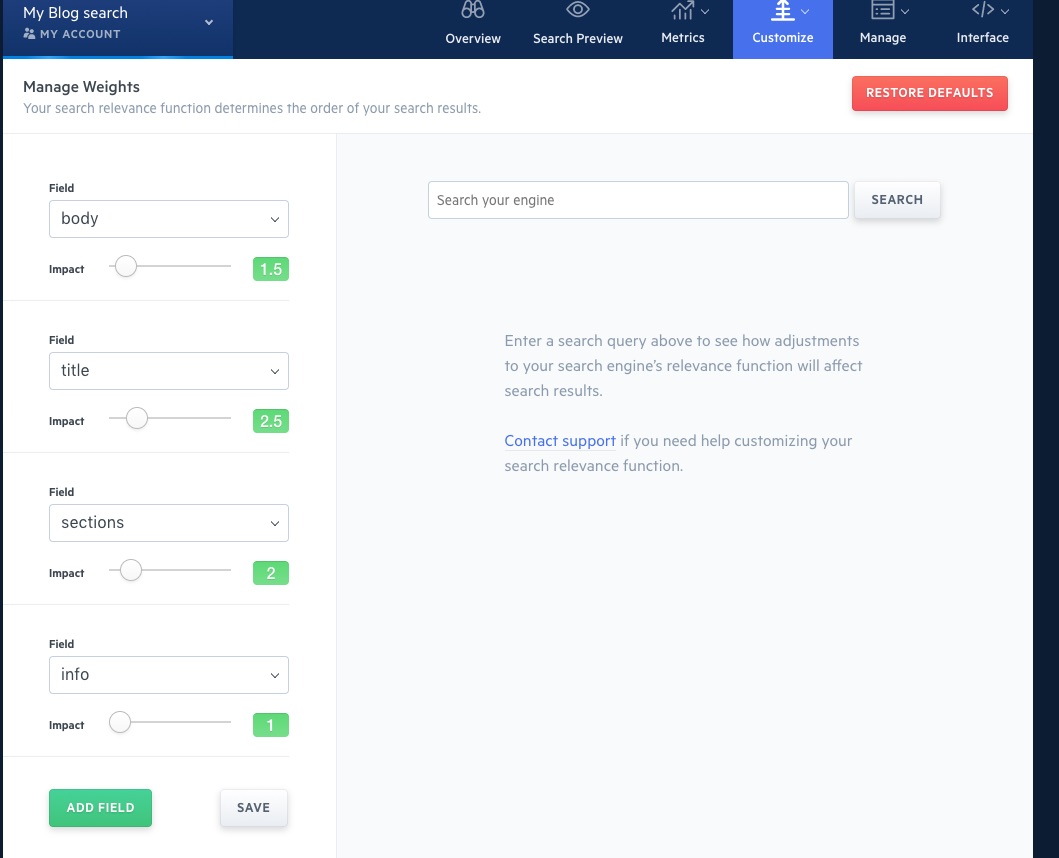 My Blog search
MY ACCOUNT
Overview
Search Preview
Metrics
Customize
Manage
Interface
Manage Weights
Your search relevance function determines the order of your search results.
RESTORE DEFAULTS
Field
body
Impact
1.5
Field
title
Impact
2.5
Field
sections
Impact
2
Field
info
Impact
1
ADD FIELD
SAVE
Search your engine
SEARCH
Enter a search query above to see how adjustments
to your search engine's relevance function will affect
search results.
Contact support if you need help customizing your
search relevance function.